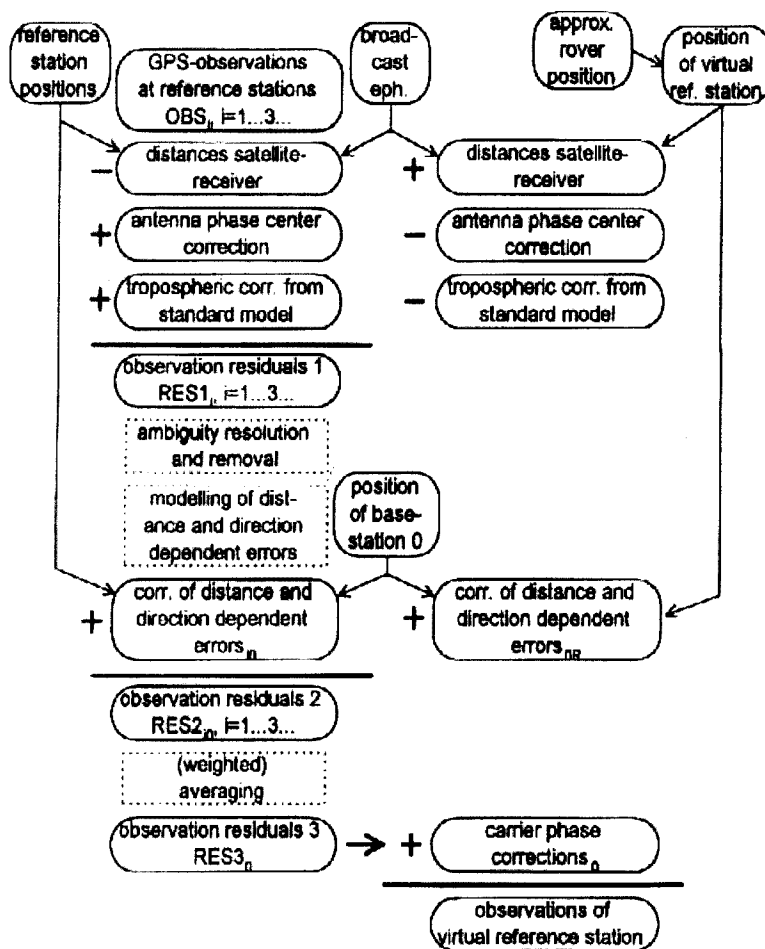 reference
station
positions
GPS-observations
at reference stations
OBS_i, i=1...3...
broad-
cast
eph.
approx.
rover
position
position
of virtual
ref. station
− distances satellite-
receiver
+ distances satellite-
receiver
+ antenna phase center
correction
− antenna phase center
correction
+ tropospheric corr. from
standard model
− tropospheric corr. from
standard model
observation residuals 1
RES1_i, i=1...3...
ambiguity resolution
and removal
modelling of dist-
ance and direction
dependent errors
position
of base-
station 0
+ corr. of distance and
direction dependent
errors_i0
+ corr. of distance and
direction dependent
errors_0R
observation residuals 2
RES2_i0, i=1...3...
(weighted)
averaging
observation residuals 3
RES3_0
+ carrier phase
corrections_0
observations of
virtual reference station